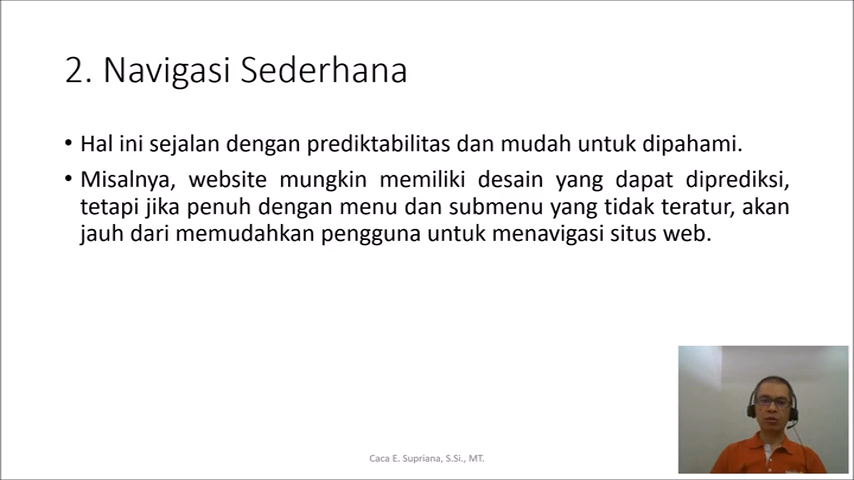 2. Navigasi Sederhana
• Hal ini sejalan dengan prediktabilitas dan mudah untuk dipahami.
• Misalnya, website mungkin memiliki desain yang dapat diprediksi,
tetapi jika penuh dengan menu dan submenu yang tidak teratur, akan
jauh dari memudahkan pengguna untuk menavigasi situs web.
Caca E. Supriana, S.Si., MT.